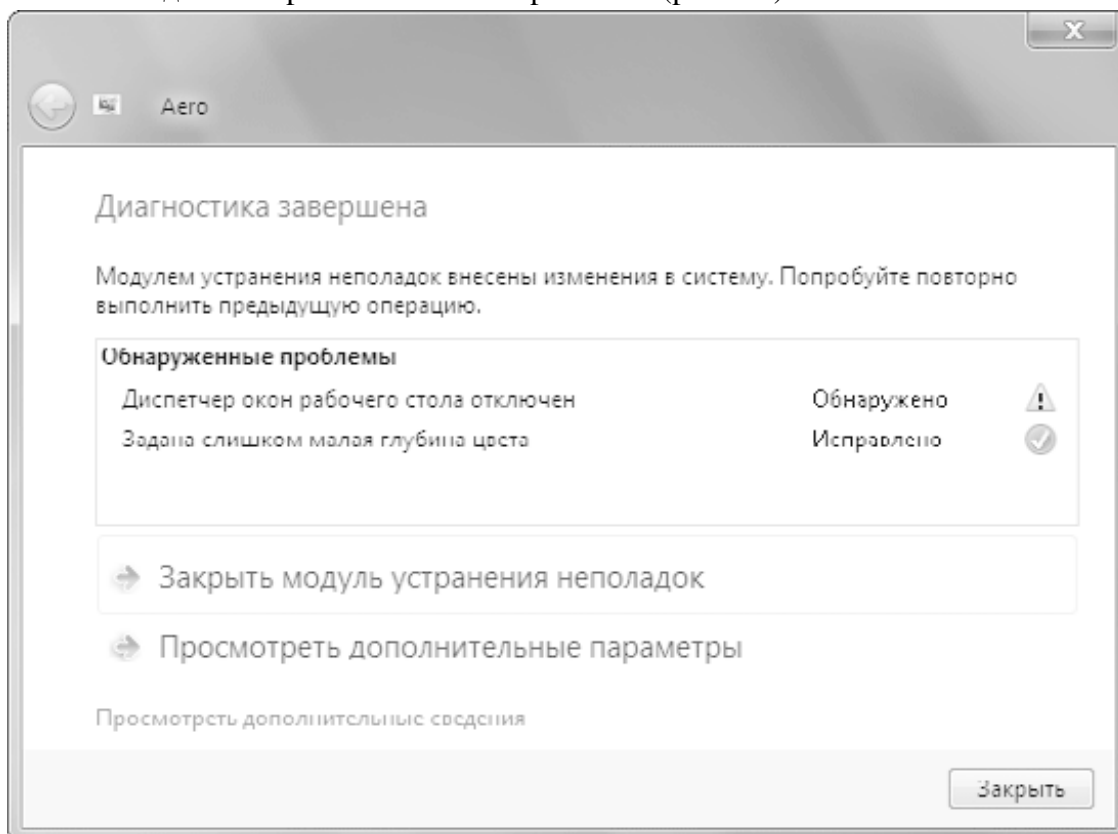 Aero
Диагностика завершена
Модулем устранения неполадок внесены изменения в систему. Попробуйте повторно
выполнить предыдущую операцию.
Обнаруженные проблемы
Диспетчер окон рабочего стола отключен Обнаружено
Задана слишком малая глубина цвета Исправлено
Закрыть модуль устранения неполадок
Просмотреть дополнительные параметры
Просмотреть дополнительные сведения
Закрыть